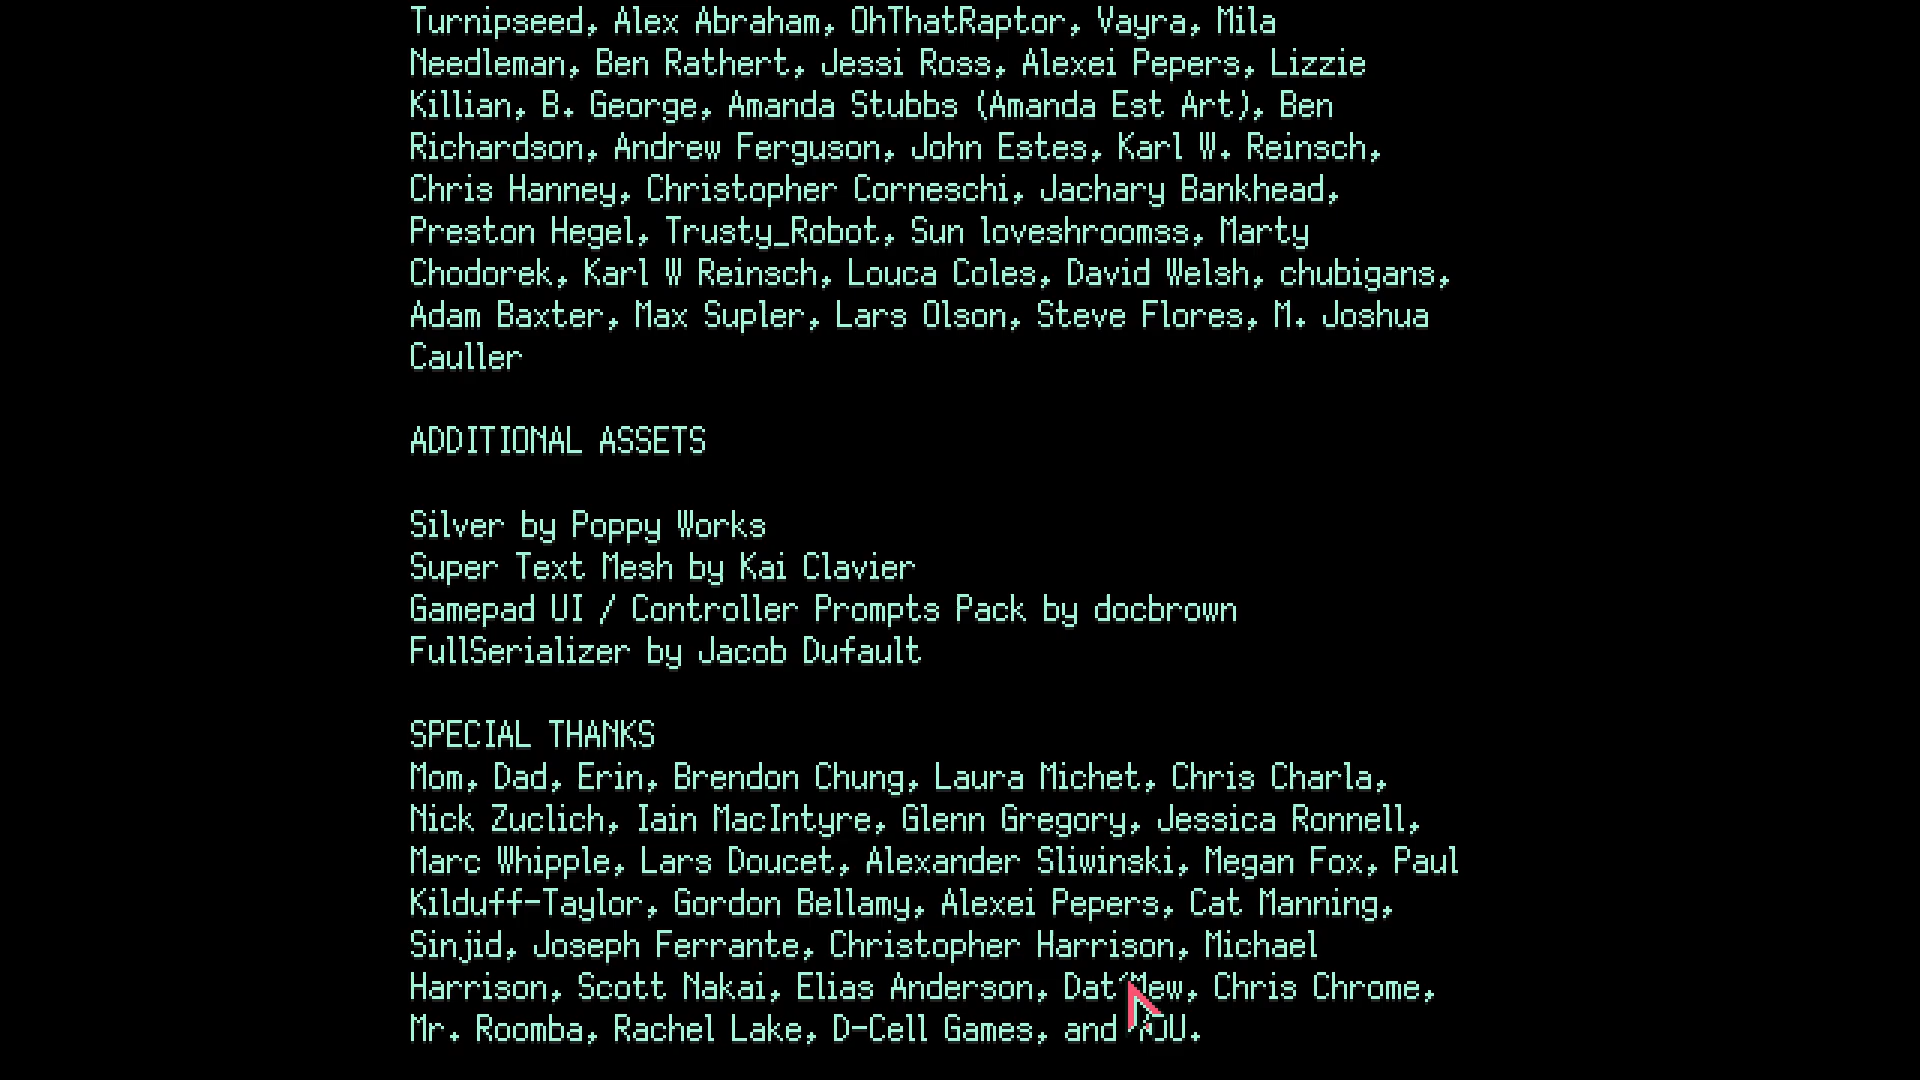 Turnipseed, Alex Abraham, OhThatRaptor, Vayra, Mila
Needleman, Ben Rathert, Jessi Ross, Alexei Pepers, Lizzie
Killian, B. George, Amanda Stubbs (Amanda Est Art), Ben
Richardson, Andrew Ferguson, John Estes, Karl W. Reinsch,
Chris Hanney, Christopher Corneschi, Jachary Bankhead,
Preston Hegel, Trusty_Robot, Sun loveshroomss, Marty
Chodorek, Karl W Reinsch, Louca Coles, David Welsh, chubigans,
Adam Baxter, Max Supler, Lars Olson, Steve Flores, M. Joshua
Cauller
ADDITIONAL ASSETS
Silver by Poppy Works
Super Text Mesh by Kai Clavier
Gamepad UI / Controller Prompts Pack by docbrown
FullSerializer by Jacob Dufault
SPECIAL THANKS
Mom, Dad, Erin, Brendon Chung, Laura Michet, Chris Charla,
Nick Zuclich, Iain MacIntyre, Glenn Gregory, Jessica Ronnell,
Marc Whipple, Lars Doucet, Alexander Sliwinski, Megan Fox, Paul
Kilduff-Taylor, Gordon Bellamy, Alexei Pepers, Cat Manning,
Sinjid, Joseph Ferrante, Christopher Harrison, Michael
Harrison, Scott Nakai, Elias Anderson, Chris Chrome,
Mr. Roomba, Rachel Lake, D-Cell Games, and YOU.